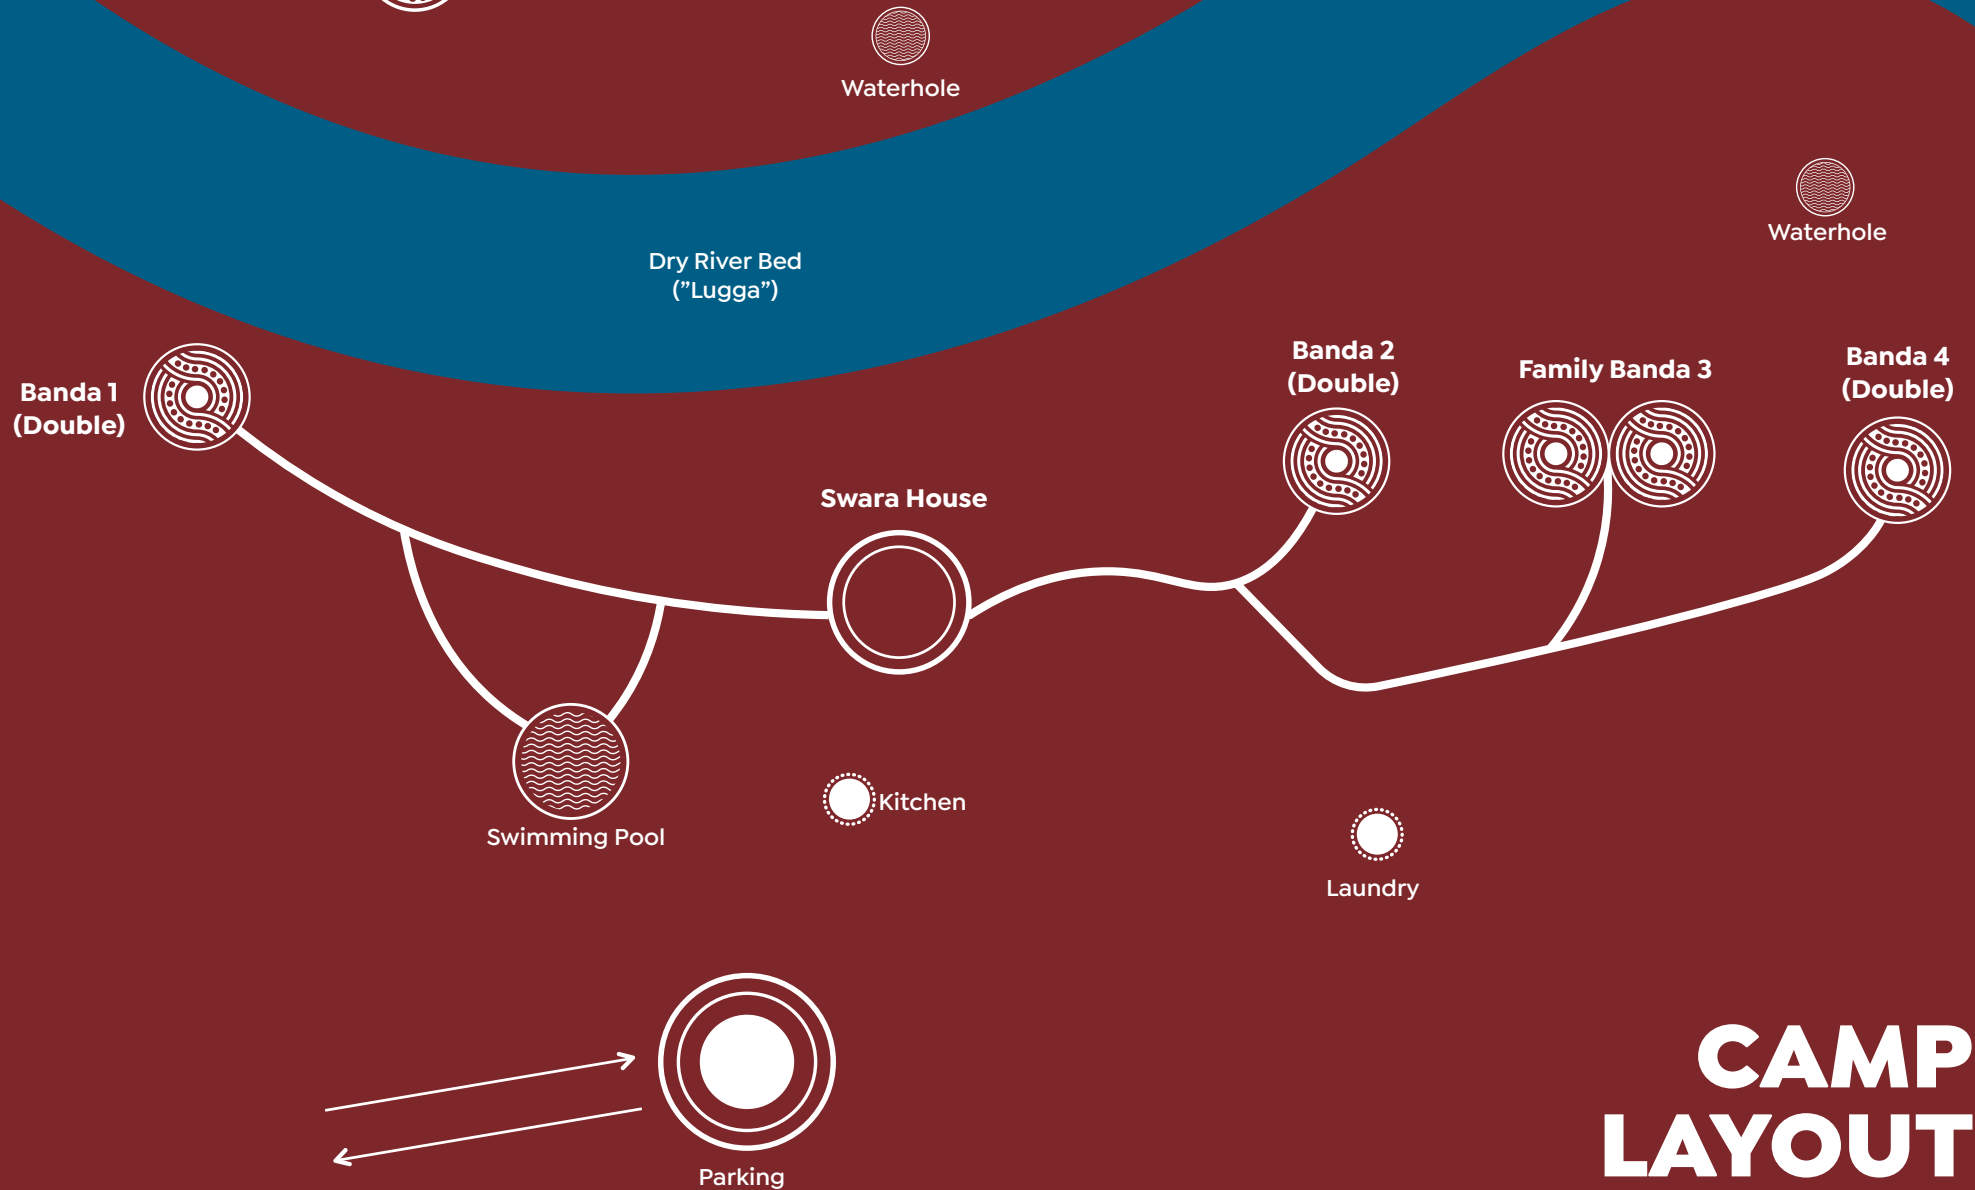 Waterhole
Waterhole
Dry River Bed
(”Lugga”)
Banda 1
(Double)
Banda 2
(Double)
Family Banda 3
Banda 4
(Double)
Swara House
Swimming Pool
Kitchen
Laundry
Parking
CAMP
LAYOUT